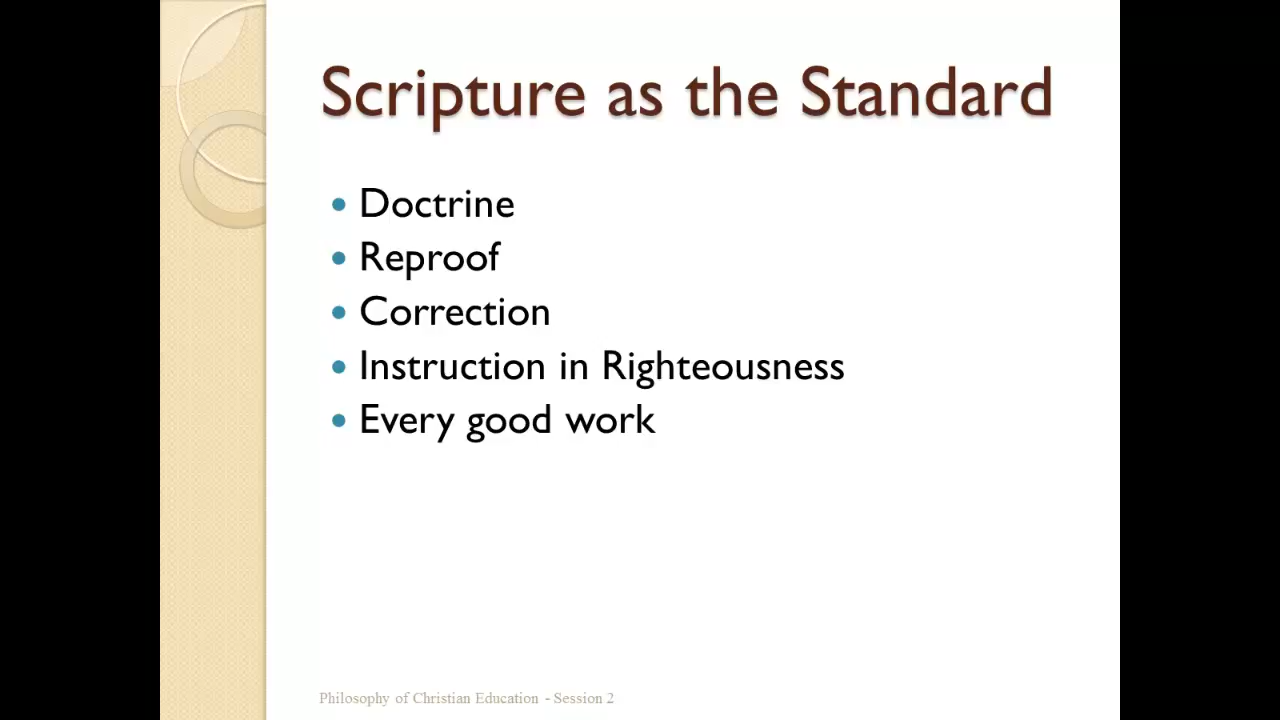 Scripture as the Standard
• Doctrine
• Reproof
• Correction
• Instruction in Righteousness
• Every good work
Philosophy of Christian Education - Session 2